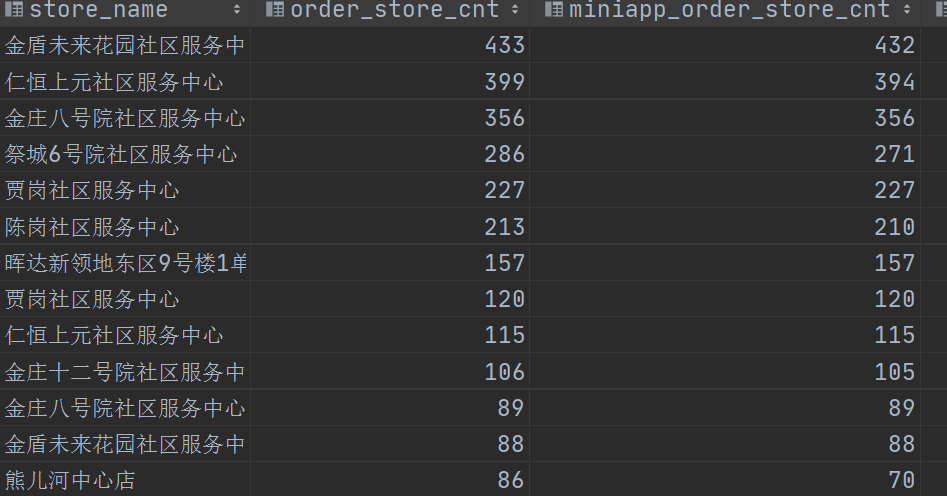 store_name order_store_cnt miniapp_order_store_cnt
金盾未来花园社区服务中 433 432
仁恒上元社区服务中心 399 394
金庄八号院社区服务中心 356 356
祭城6号院社区服务中心 286 271
贾岗社区服务中心 227 227
陈岗社区服务中心 213 210
晖达新领地东区9号楼1单 157 157
贾岗社区服务中心 120 120
仁恒上元社区服务中心 115 115
金庄十二号院社区服务中 106 105
金庄八号院社区服务中心 89 89
金盾未来花园社区服务中 88 88
熊儿河中心店 86 70